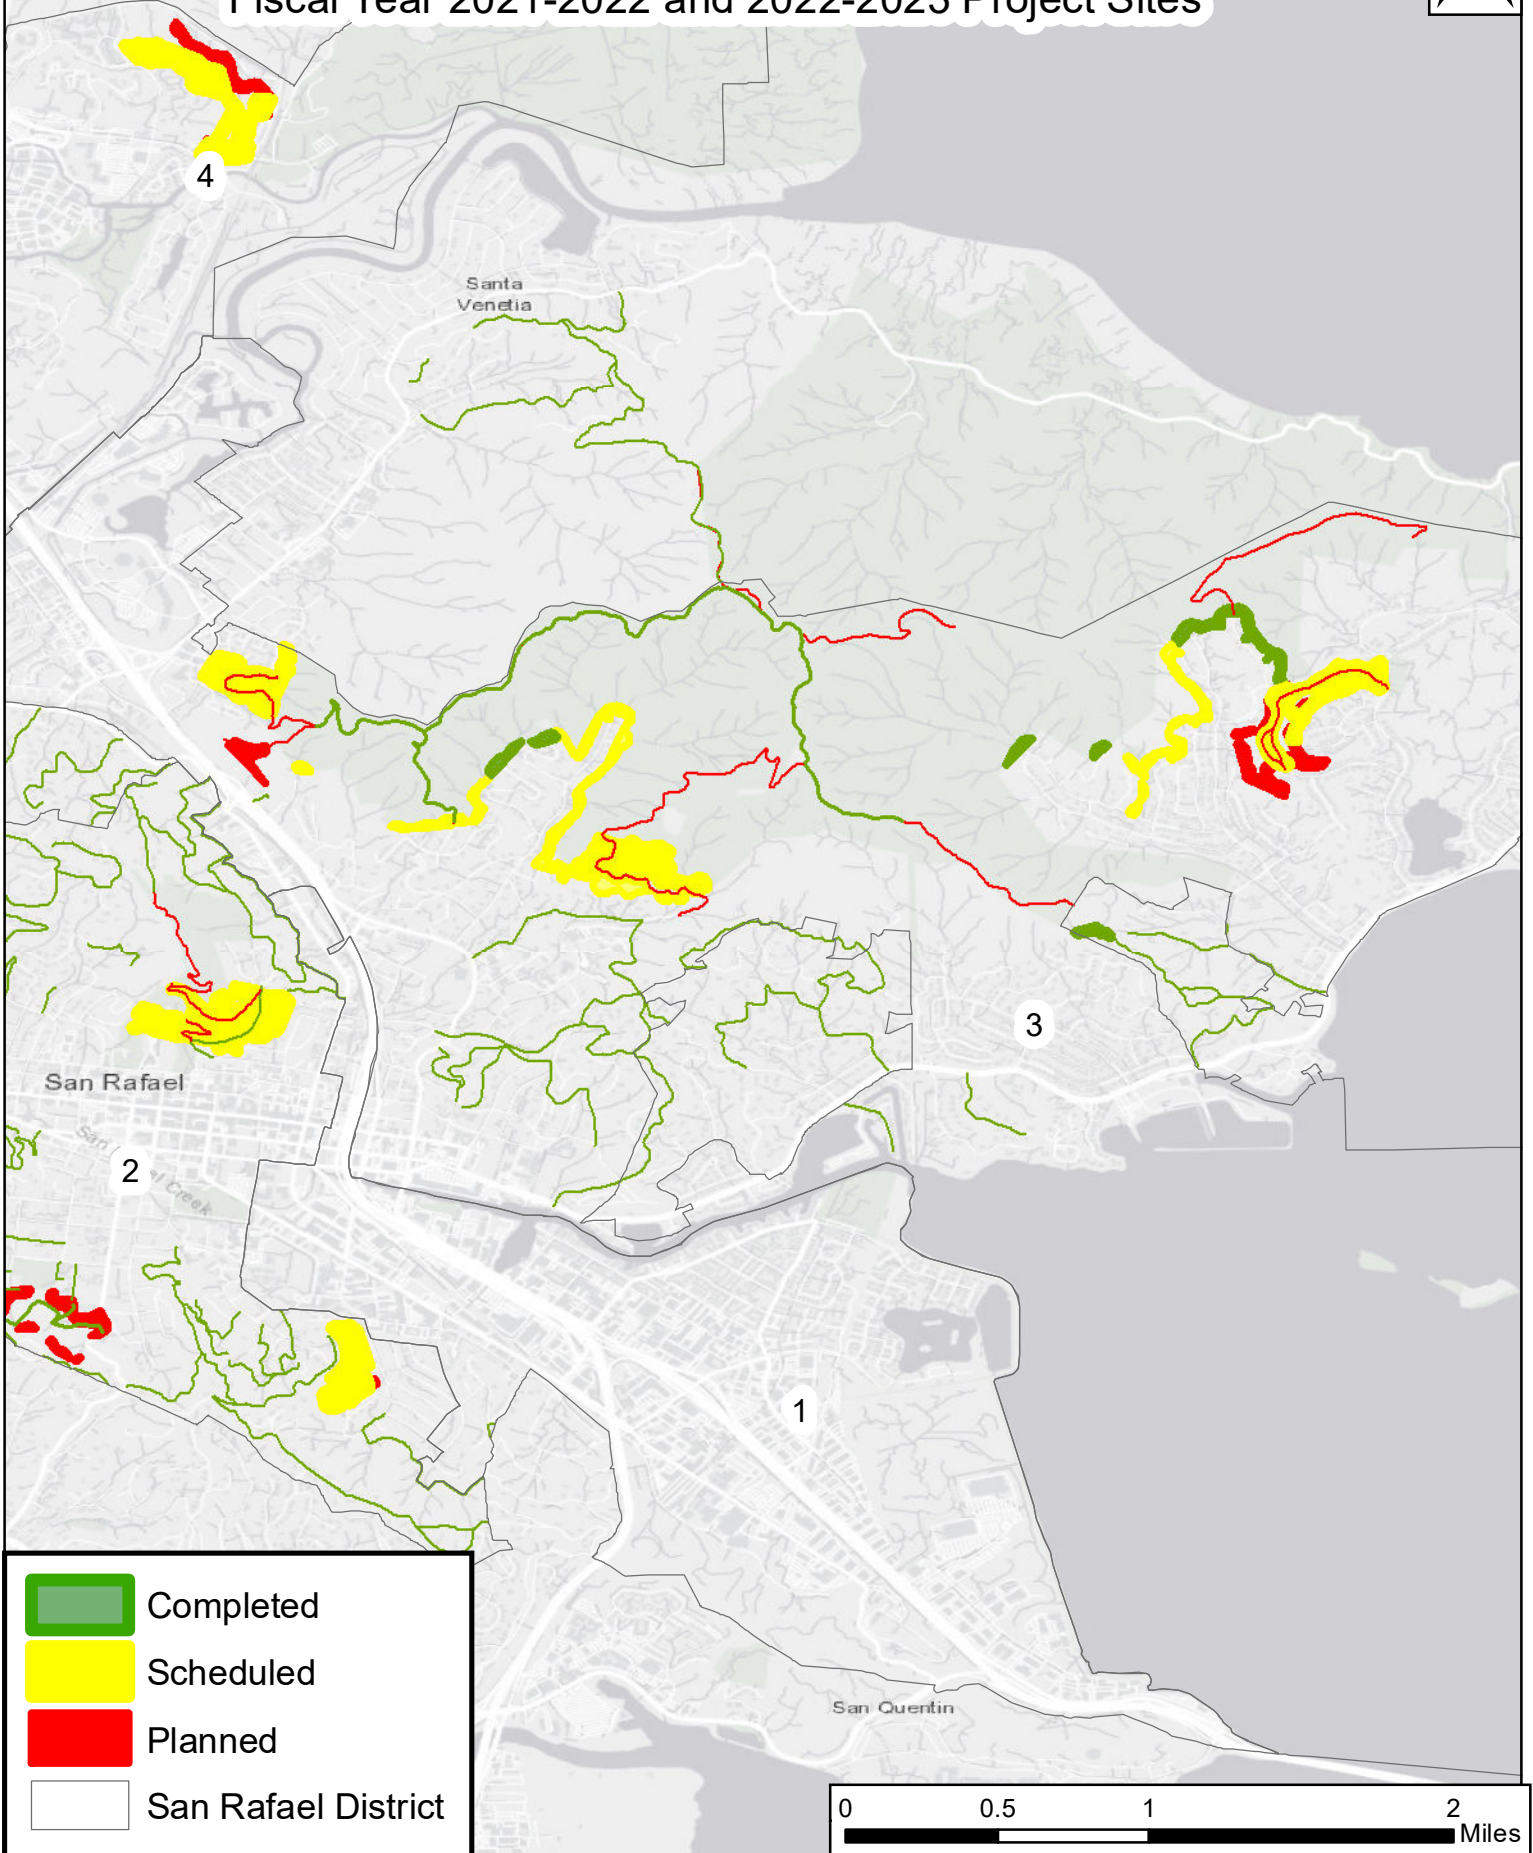 Fiscal Year 2021-2022 and 2022-2023 Project Sites
4
Santa
Venetia
3
San Rafael
2
1
San Quentin
Completed
Scheduled
Planned
San Rafael District
0 0.5 1 2
Miles